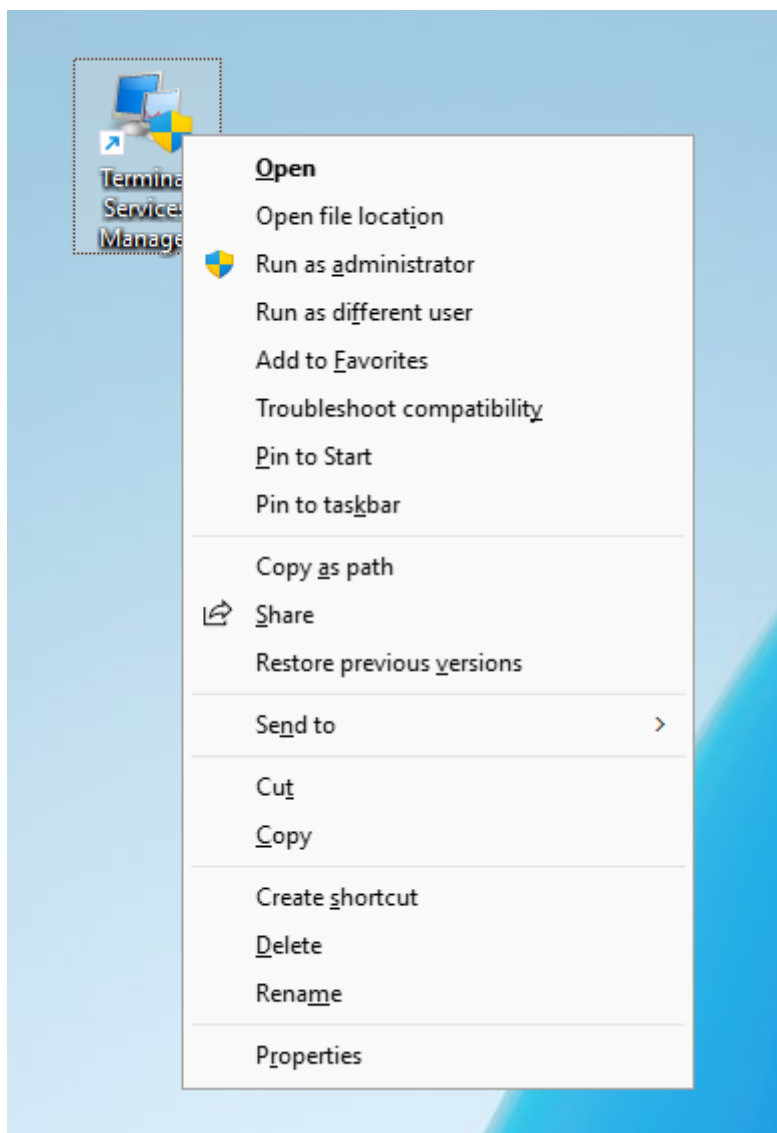 Termina
Services
Manage
Open
Open file location
Run as administrator
Run as different user
Add to Favorites
Troubleshoot compatibility
Pin to Start
Pin to taskbar
Copy as path
Share
Restore previous versions
Send to
Cut
Copy
Create shortcut
Delete
Rename
Properties